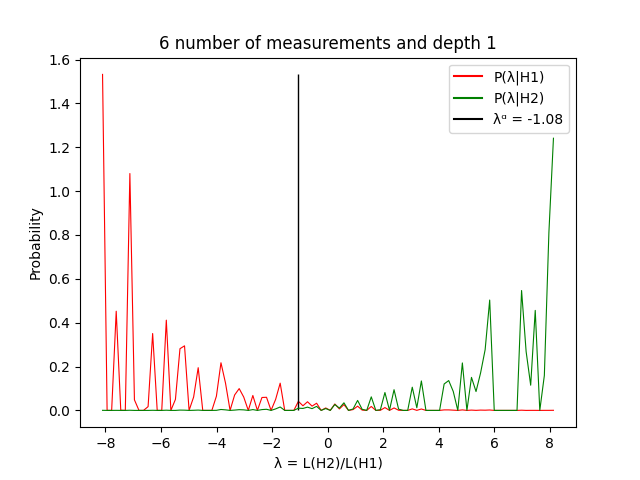 6 number of measurements and depth 1
1.6
1.4
1.2
1.0
0.8
0.6
0.4
0.2
0.0
Probability
P(λ|H1)
P(λ|H2)
λᵅ = -1.08
−8 −6 −4 −2 0 2 4 6 8
λ = L(H2)/L(H1)